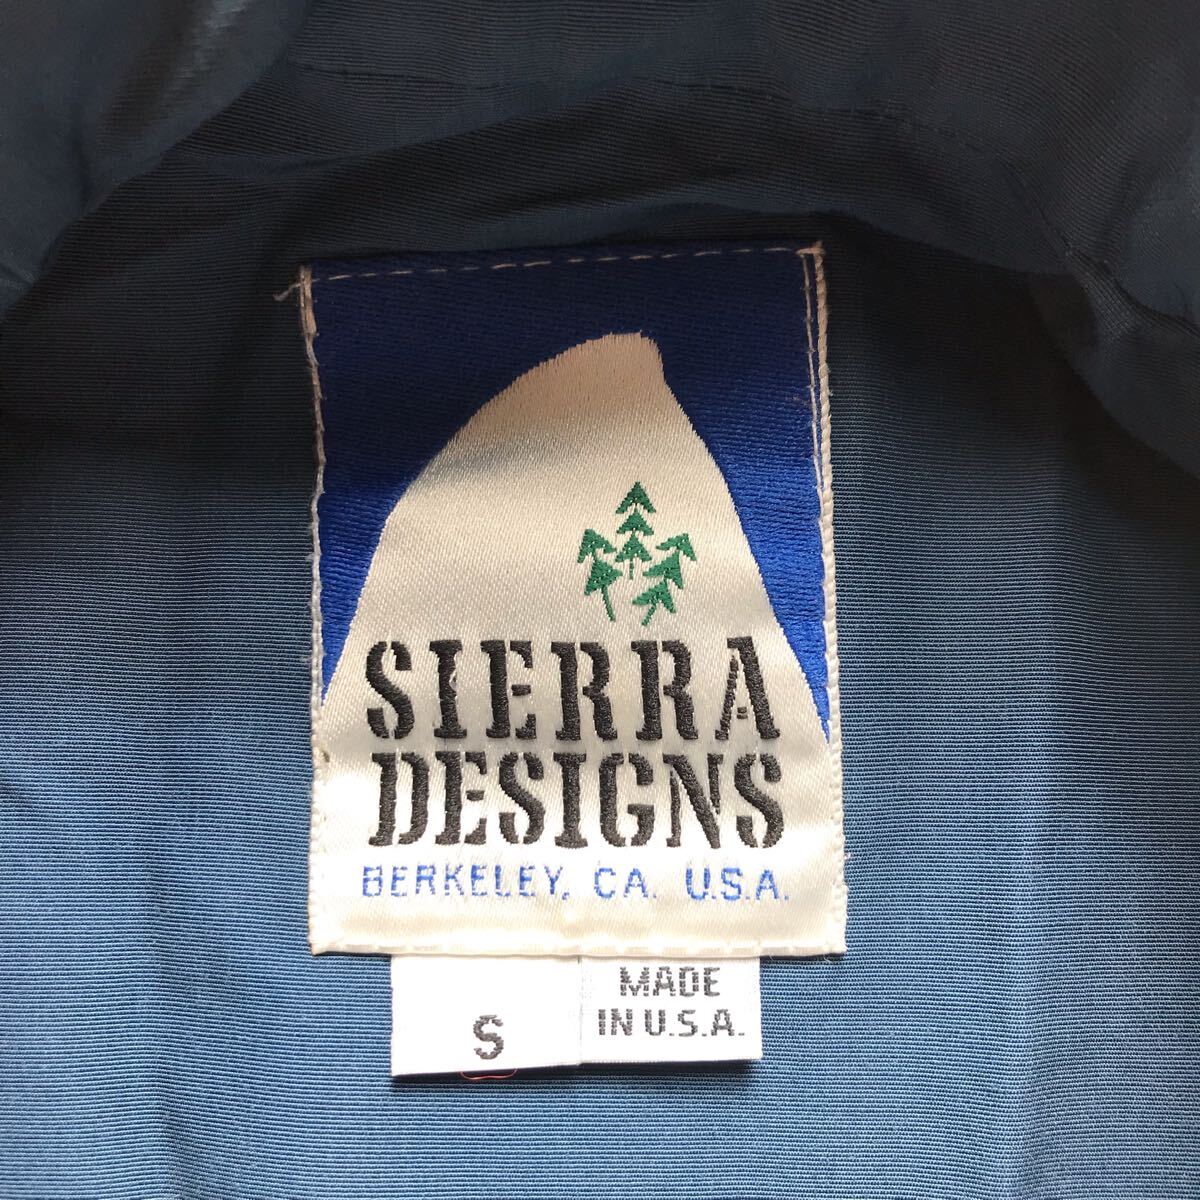 SIERRA
DESIGNS
BERKELEY, CA. U.S.A.
S
MADE
IN U.S.A.